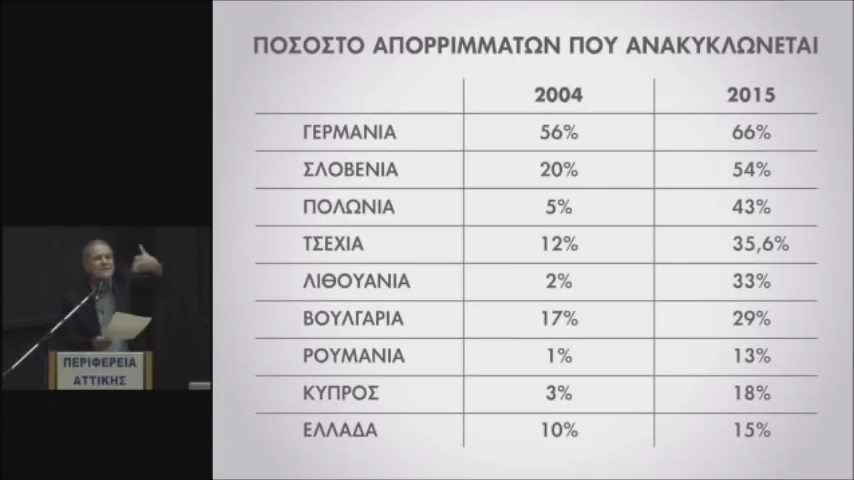 ΠΟΣΟΣΤΟ ΑΠΟΡΡΙΜΜΑΤΩΝ ΠΟΥ ΑΝΑΚΥΚΛΩΝΕΤΑΙ
2004 2015
ΓΕΡΜΑΝΙΑ 56% 66%
ΣΛΟΒΕΝΙΑ 20% 54%
ΠΟΛΩΝΙΑ 5% 43%
ΤΣΕΧΙΑ 12% 35,6%
ΛΙΘΟΥΑΝΙΑ 2% 33%
ΒΟΥΛΓΑΡΙΑ 17% 29%
ΡΟΥΜΑΝΙΑ 1% 13%
ΚΥΠΡΟΣ 3% 18%
ΕΛΛΑΔΑ 10% 15%
ΠΕΡΙΦΕΡΕΙΑ
ΑΤΤΙΚΗΣ